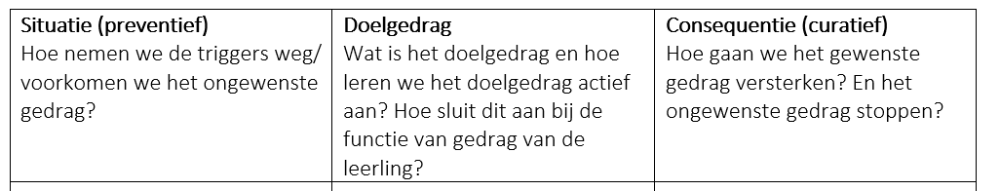 Situatie (preventief)
Hoe nemen we de triggers weg/
voorkomen we het ongewenste
gedrag?
Doelgedrag
Wat is het doelgedrag en hoe
leren we het doelgedrag actief
aan? Hoe sluit dit aan bij de
functie van gedrag van de
leerling?
Consequentie (curatief)
Hoe gaan we het gewenste
gedrag versterken? En het
ongewenste gedrag stoppen?